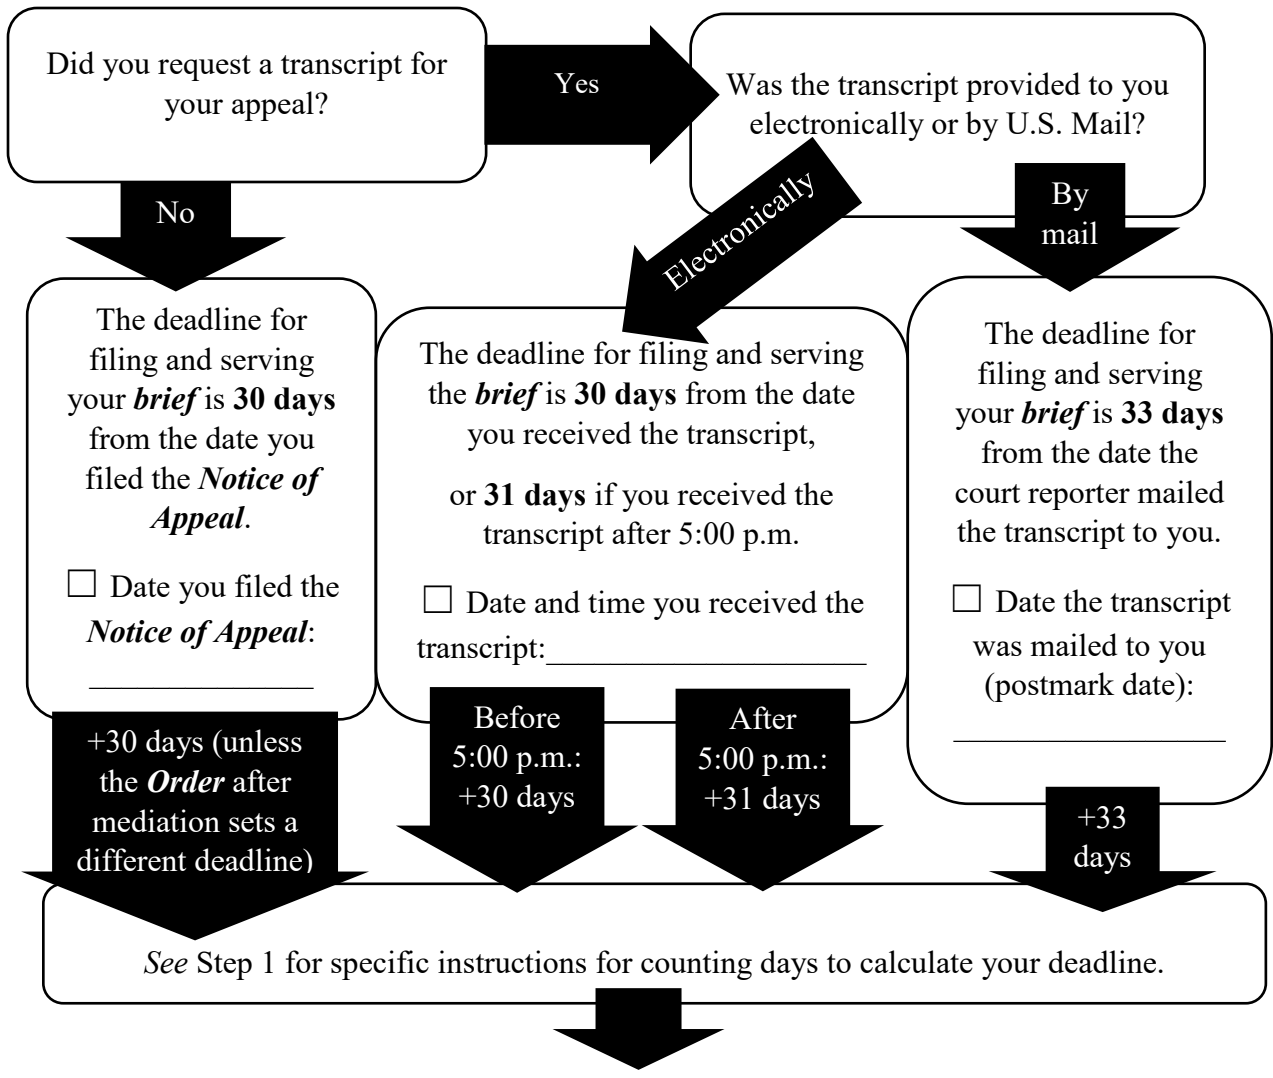 Did you request a transcript for
your appeal?
Yes
Was the transcript provided to you
electronically or by U.S. Mail?
No
Electronically
By
mail
The deadline for
filing and serving
your brief is 30 days
from the date you
filed the Notice of
Appeal.
☐ Date you filed the
Notice of Appeal:
______________
The deadline for filing and serving
the brief is 30 days from the date
you received the transcript,
or 31 days if you received the
transcript after 5:00 p.m.
☐ Date and time you received the
transcript:____________________
The deadline for
filing and serving
your brief is 33 days
from the date the
court reporter mailed
the transcript to you.
☐ Date the transcript
was mailed to you
(postmark date):
_________________
+30 days (unless
the Order after
mediation sets a
different deadline)
Before
5:00 p.m.:
+30 days
After
5:00 p.m.:
+31 days
+33
days
See Step 1 for specific instructions for counting days to calculate your deadline.